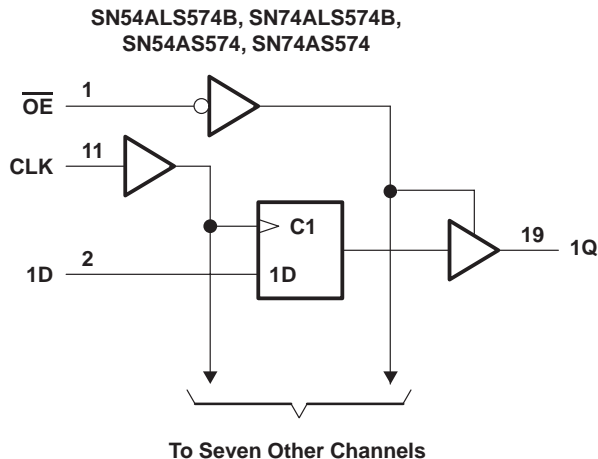 SN54ALS574B, SN74ALS574B,
SN54AS574, SN74AS574
OE 1
CLK 11
C1
19 1Q
1D 2
1D
To Seven Other Channels